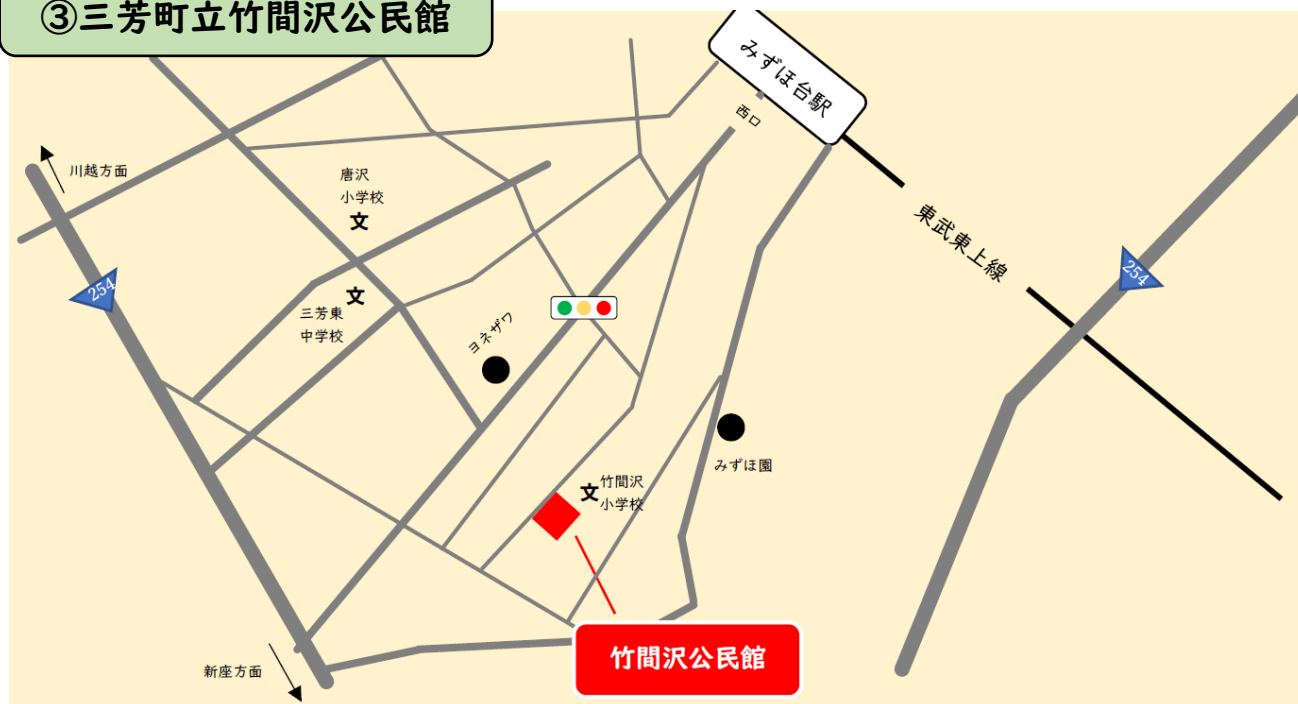 ③三芳町立竹間沢公民館
みずほ台駅
西口
川越方面
唐沢
小学校
文
東武東上線
254
254
文
三芳東
中学校
ヨネザワ
みずほ園
文
竹間沢
小学校
竹間沢公民館
新座方面